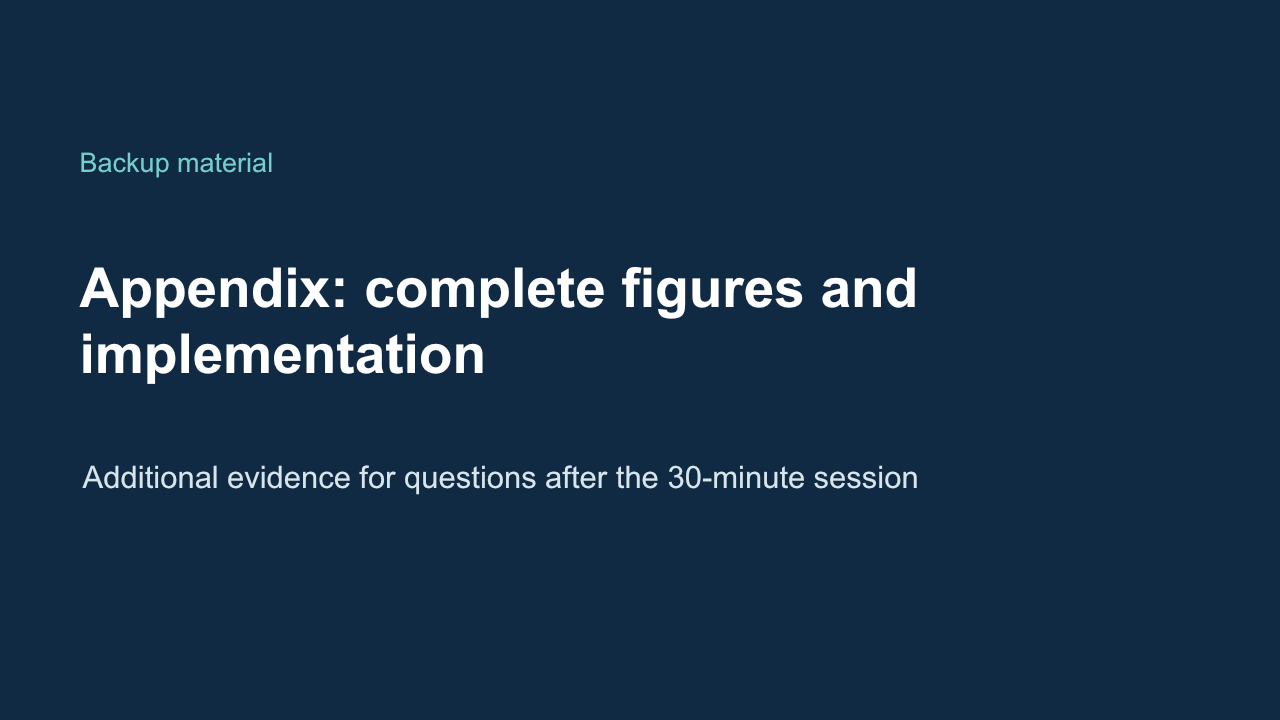 Backup material
Appendix: complete figures and
implementation
Additional evidence for questions after the 30-minute session